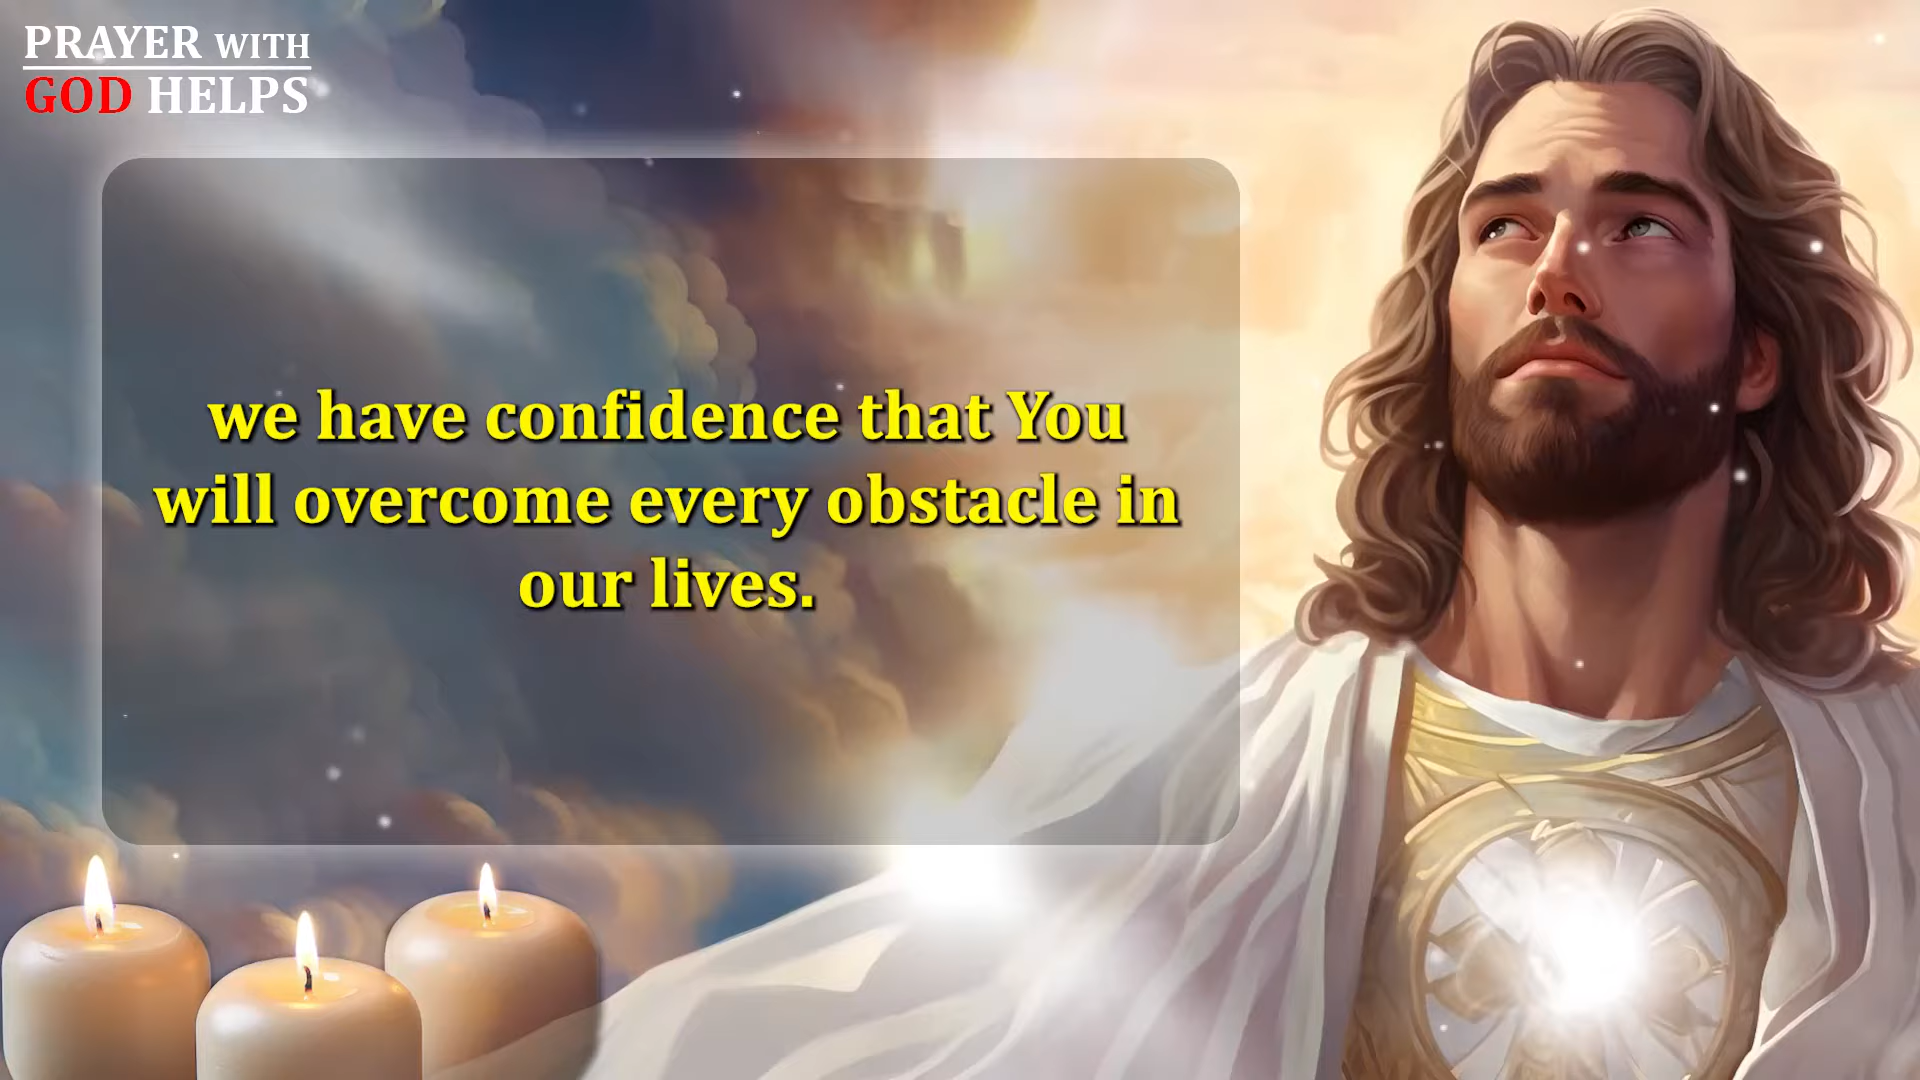 PRAYER WITH
GOD HELPS
we have confidence that You
will overcome every obstacle in
our lives.